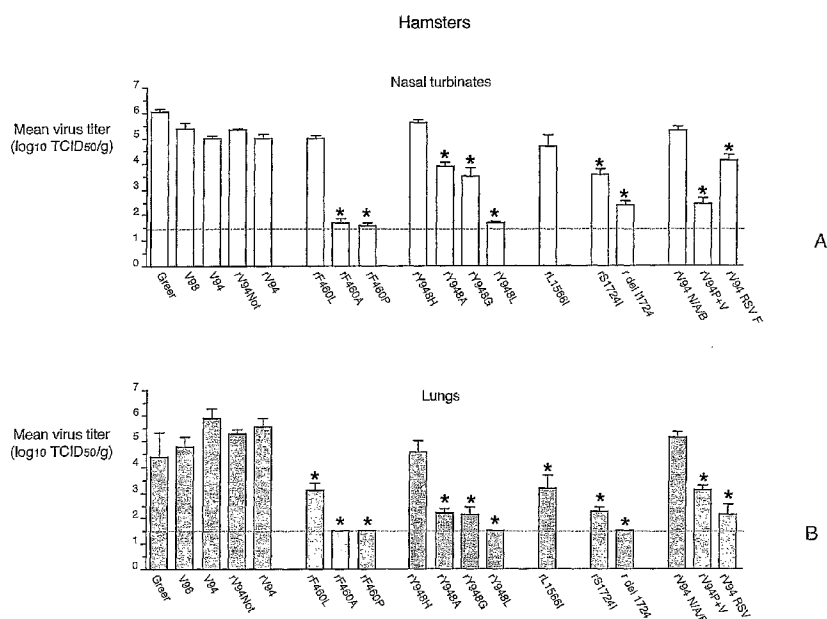 Hamsters
Nasal turbinates
Mean virus titer
(log10 TCID50/g)
7
6
5
4
3
2
1
0
* * * * * * * * *
Greer V98 V94 rV94Not rV94 rF460L rF460A rF460P rY948H rY948A rY948G rY948L rL1566I rS1724I r del I1724 rV94 N/A/B rV94P+V rV94 RSV F
A
Lungs
Mean virus titer
(log10 TCID50/g)
7
6
5
4
3
2
1
0
* * * * * * * * * * *
Greer V98 V94 rV94Not rV94 rF460L rF460A rF460P rY948H rY948A rY948G rY948L rL1566I rS1724I r del 1724 rV94 N/A/B rV94P+V rV94 RSV
B